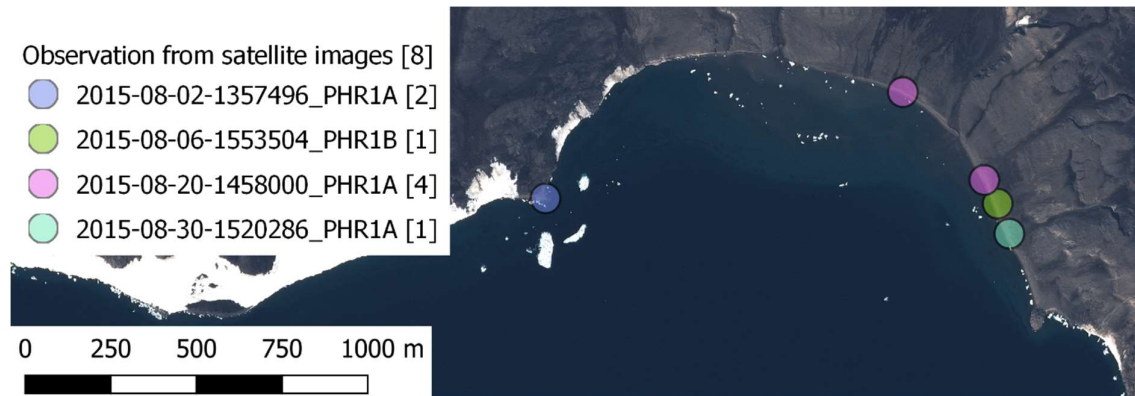 Observation from satellite images [8]
2015-08-02-1357496_PHR1A [2]
2015-08-06-1553504_PHR1B [1]
2015-08-20-1458000_PHR1A [4]
2015-08-30-1520286_PHR1A [1]
0 250 500 750 1000 m